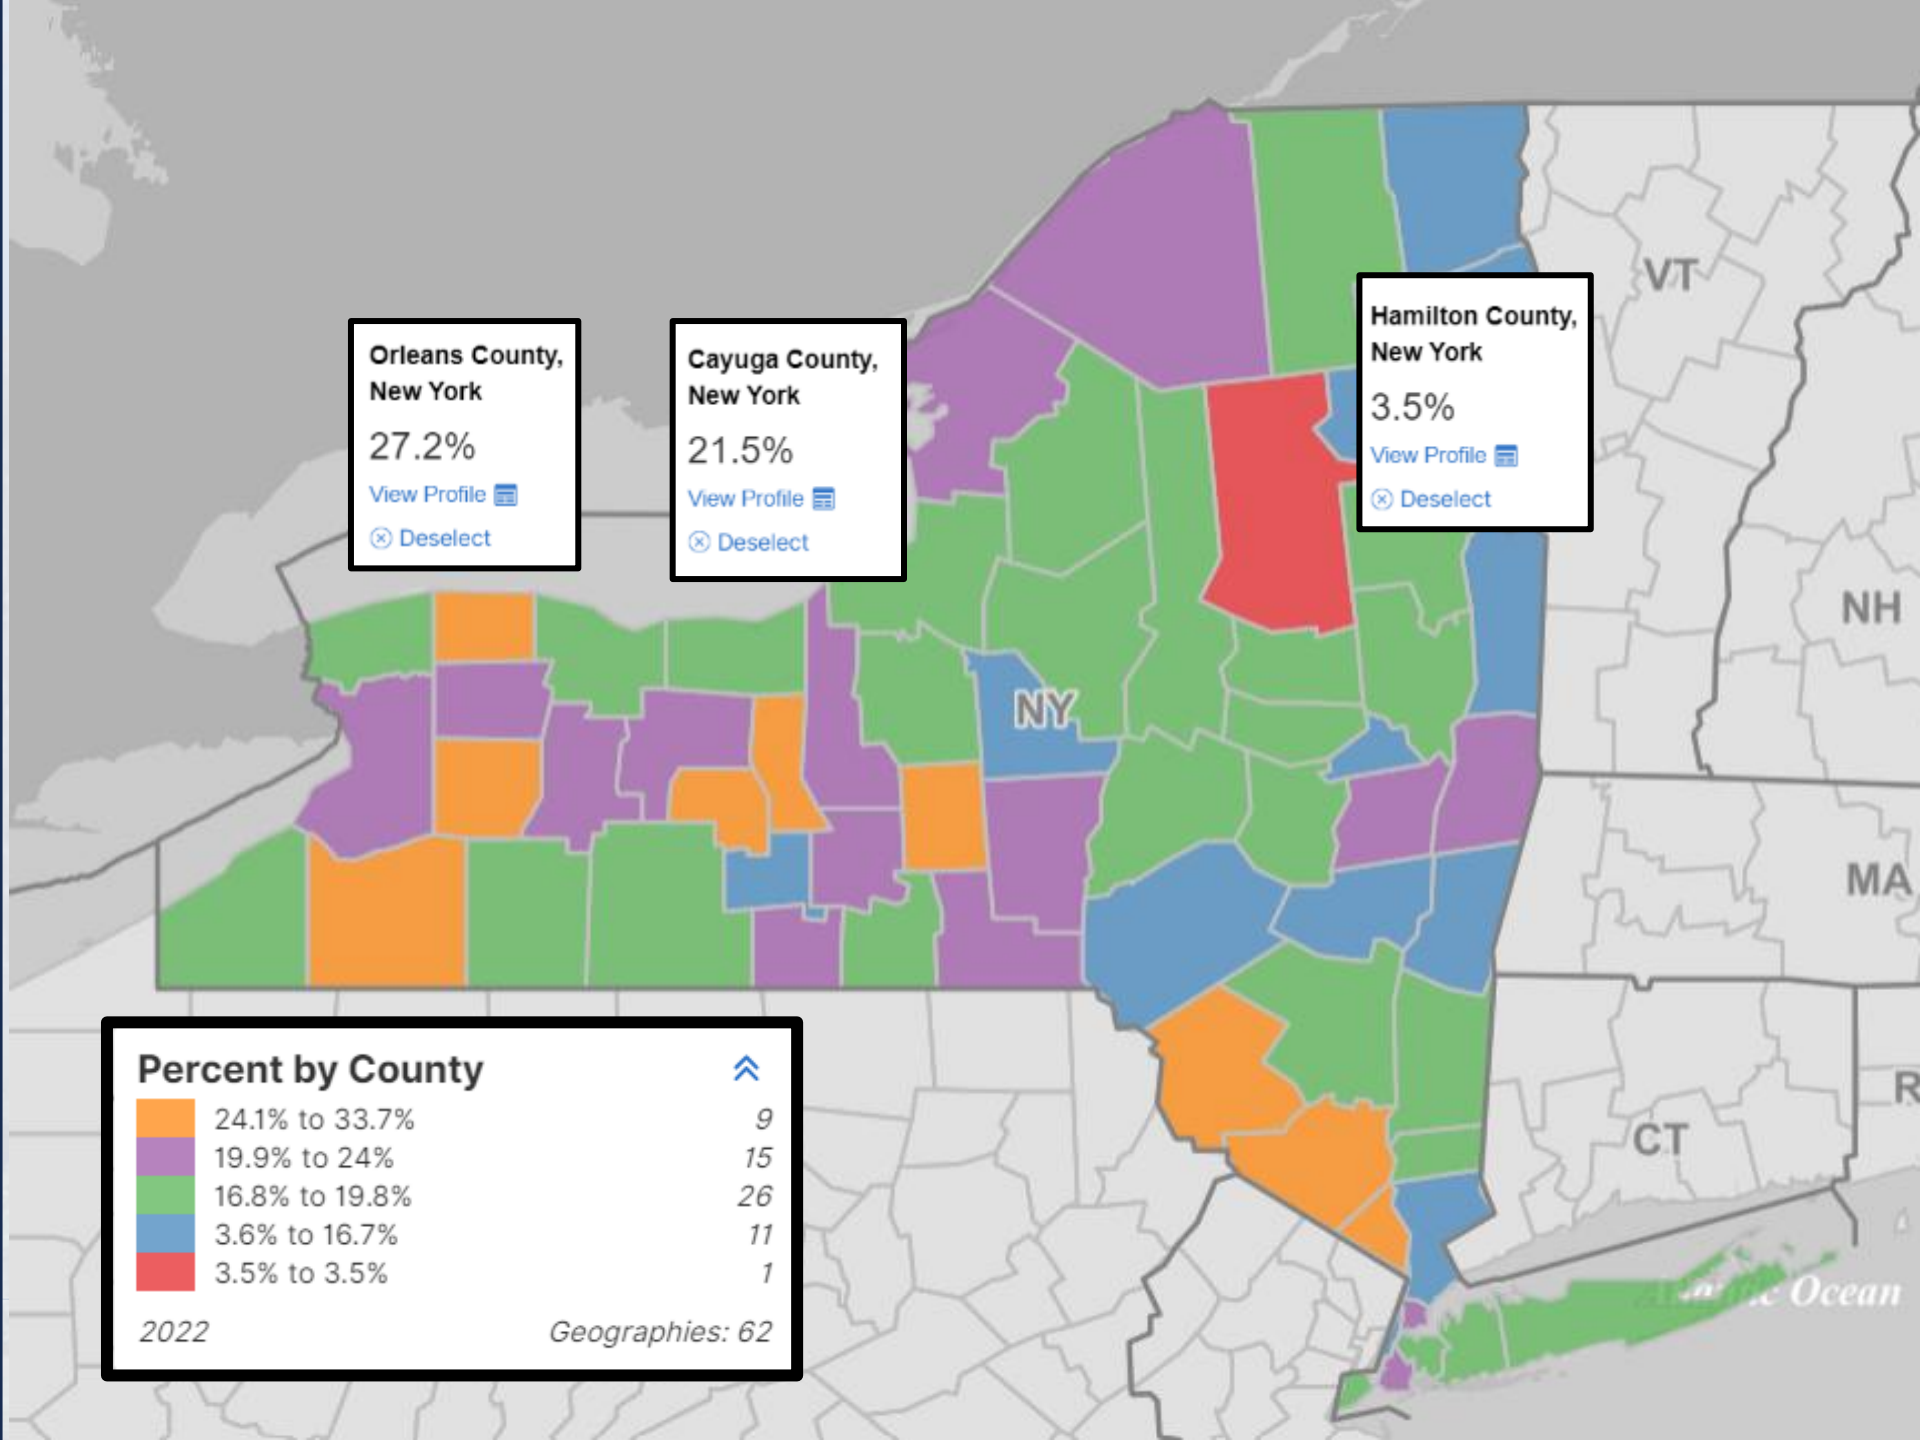 VT
Hamilton County,
New York
3.5%
View Profile
Deselect
Orleans County,
New York
27.2%
View Profile
Deselect
Cayuga County,
New York
21.5%
View Profile
Deselect
NH
NY
MA
Percent by County
24.1% to 33.7% 9
19.9% to 24% 15
16.8% to 19.8% 26
3.6% to 16.7% 11
3.5% to 3.5% 1
2022 Geographies: 62
R
CT
Ocean